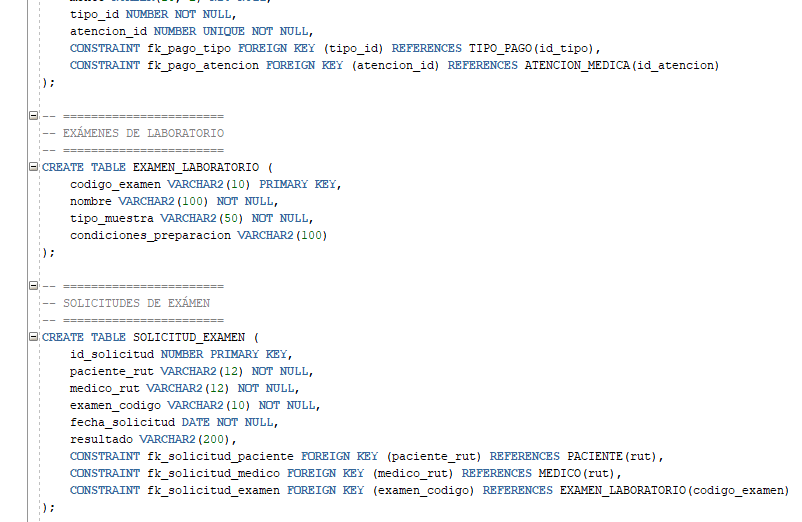 tipo_id NUMBER NOT NULL,
atencion_id NUMBER UNIQUE NOT NULL,
CONSTRAINT fk_pago_tipo FOREIGN KEY (tipo_id) REFERENCES TIPO_PAGO(id_tipo),
CONSTRAINT fk_pago_atencion FOREIGN KEY (atencion_id) REFERENCES ATENCION_MEDICA(id_atencion)
);
-- =======================
-- EXÁMENES DE LABORATORIO
-- =======================
CREATE TABLE EXAMEN_LABORATORIO (
codigo_examen VARCHAR2(10) PRIMARY KEY,
nombre VARCHAR2(100) NOT NULL,
tipo_muestra VARCHAR2(50) NOT NULL,
condiciones_preparacion VARCHAR2(100)
);
-- =======================
-- SOLICITUDES DE EXÁMEN
-- =======================
CREATE TABLE SOLICITUD_EXAMEN (
id_solicitud NUMBER PRIMARY KEY,
paciente_rut VARCHAR2(12) NOT NULL,
medico_rut VARCHAR2(12) NOT NULL,
examen_codigo VARCHAR2(10) NOT NULL,
fecha_solicitud DATE NOT NULL,
resultado VARCHAR2(200),
CONSTRAINT fk_solicitud_paciente FOREIGN KEY (paciente_rut) REFERENCES PACIENTE(rut),
CONSTRAINT fk_solicitud_medico FOREIGN KEY (medico_rut) REFERENCES MEDICO(rut),
CONSTRAINT fk_solicitud_examen FOREIGN KEY (examen_codigo) REFERENCES EXAMEN_LABORATORIO(codigo_examen)
);